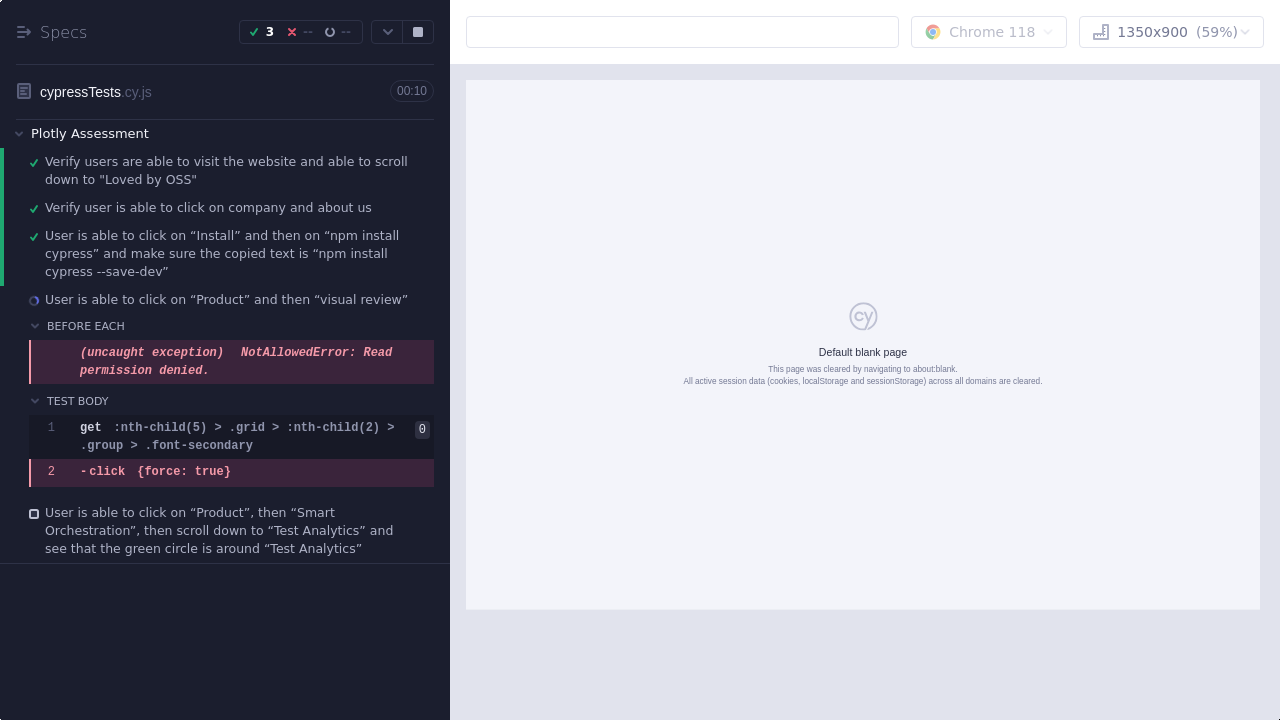 Specs
3
--
--
cypressTests.cy.js
00:10
Plotly Assessment
Verify users are able to visit the website and able to scroll
down to "Loved by OSS"
Verify user is able to click on company and about us
User is able to click on “Install” and then on “npm install
cypress” and make sure the copied text is “npm install
cypress --save-dev”
User is able to click on “Product” and then “visual review”
BEFORE EACH
(uncaught exception) NotAllowedError: Read
permission denied.
TEST BODY
1 get :nth-child(5) > .grid > :nth-child(2) >
.group > .font-secondary
0
2 -click {force: true}
User is able to click on “Product”, then “Smart
Orchestration”, then scroll down to “Test Analytics” and
see that the green circle is around “Test Analytics”
Chrome 118
1350x900 (59%)
cy
Default blank page
This page was cleared by navigating to about:blank.
All active session data (cookies, localStorage and sessionStorage) across all domains are cleared.